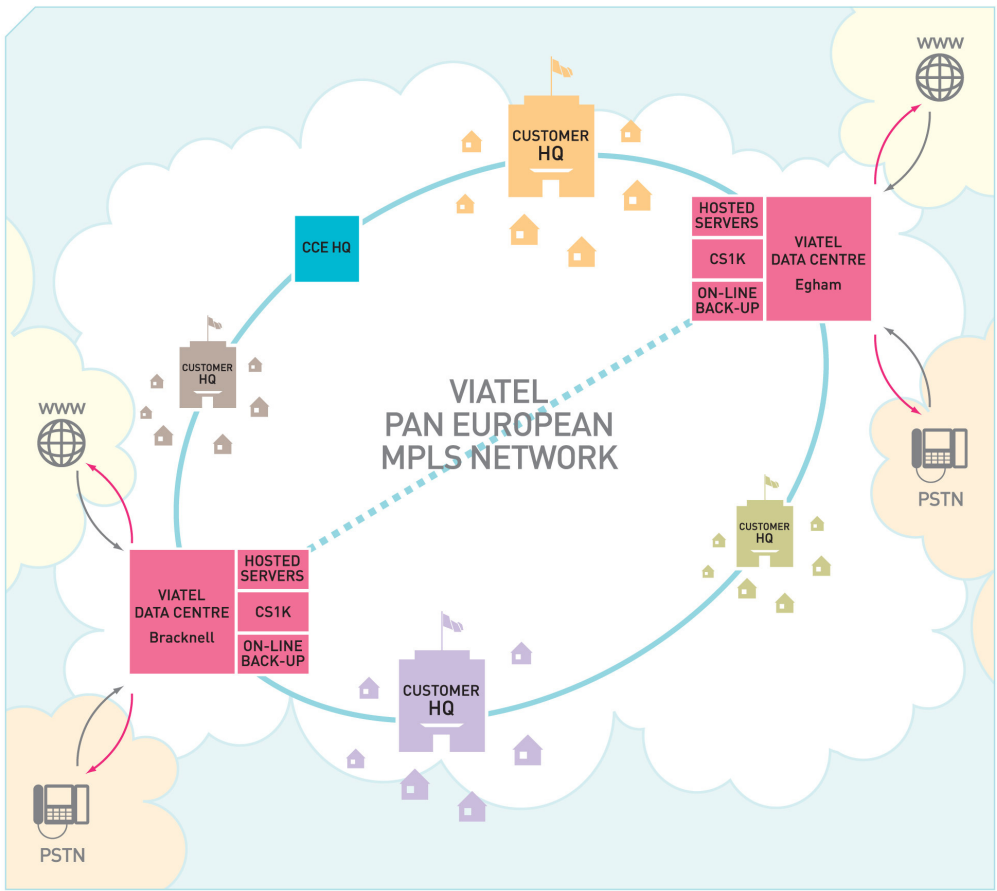 WWW
CUSTOMER
HQ
HOSTED
SERVERS
CS1K
ON-LINE
BACK-UP
VIATEL
DATA CENTRE
Egham
CCE HQ
CUSTOMER
HQ
VIATEL
PAN EUROPEAN
MPLS NETWORK
WWW
PSTN
CUSTOMER
HQ
VIATEL
DATA CENTRE
Bracknell
HOSTED
SERVERS
CS1K
ON-LINE
BACK-UP
CUSTOMER
HQ
PSTN